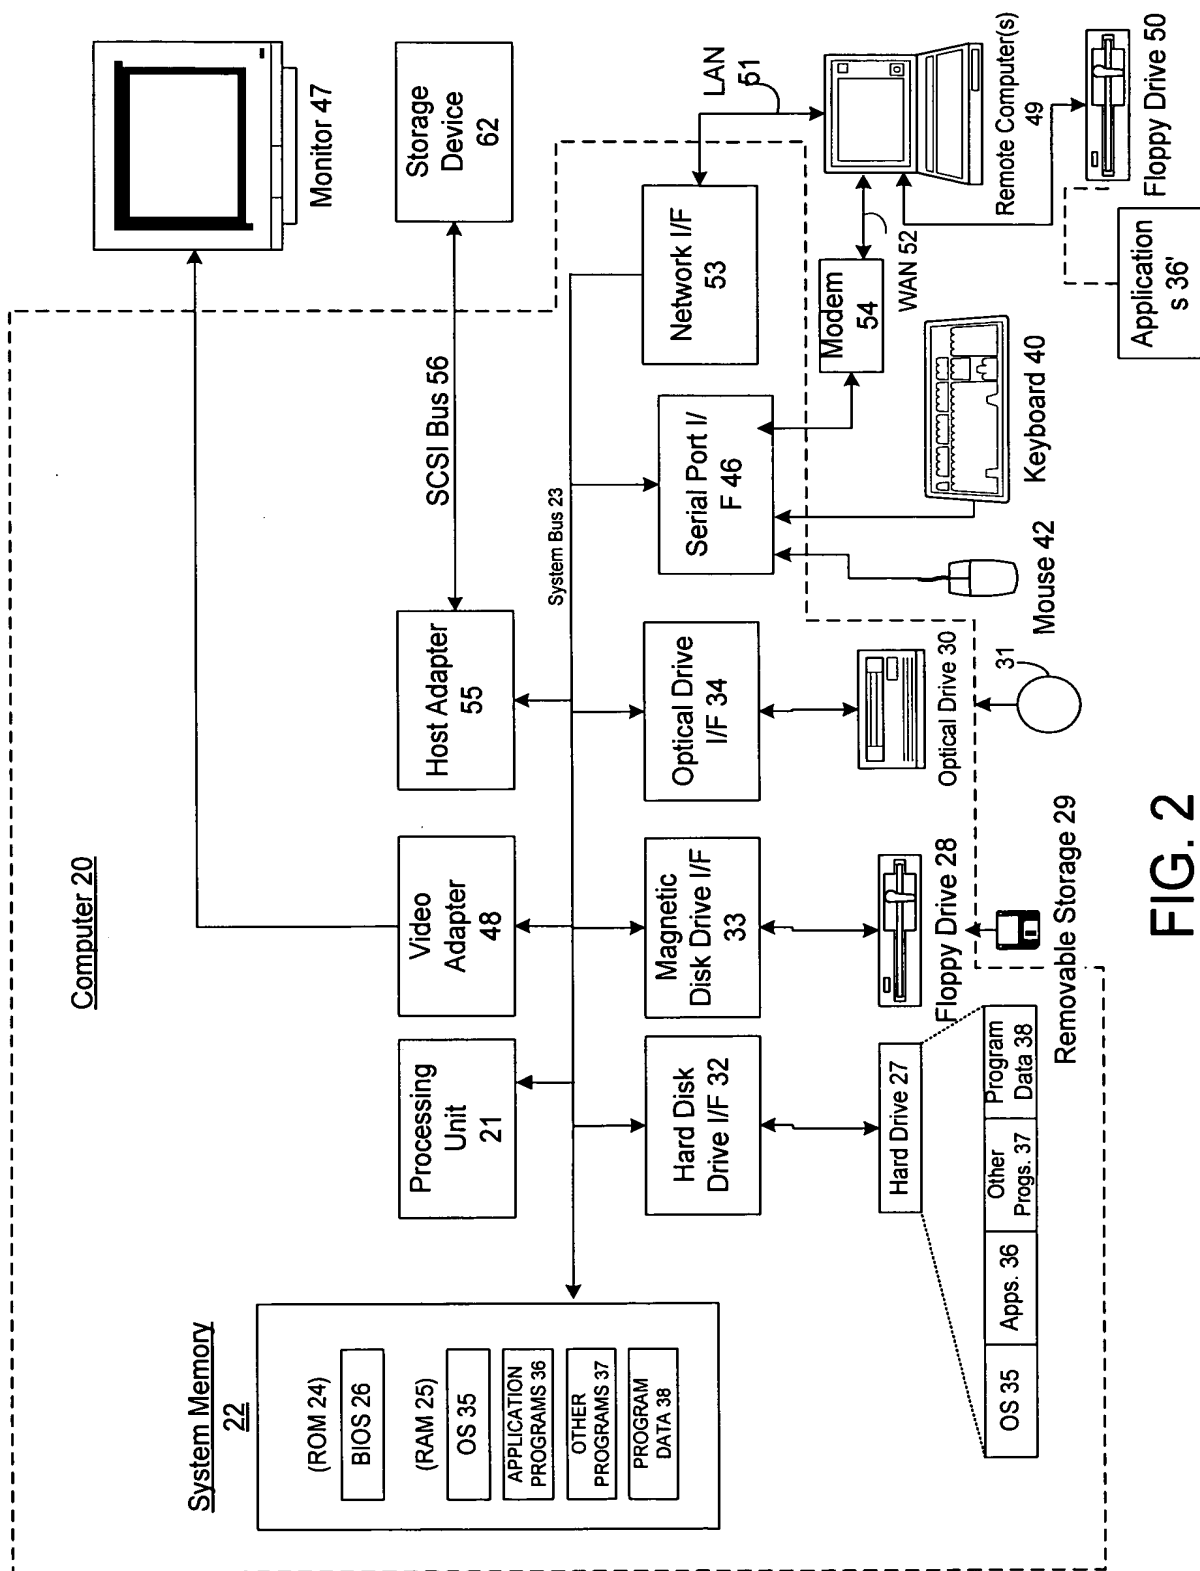 Computer 20
System Memory
22
(ROM 24)
BIOS 26
(RAM 25)
OS 35
APPLICATION
PROGRAMS 36
OTHER
PROGRAMS 37
PROGRAM
DATA 38
Processing
Unit
21
Video
Adapter
48
Host Adapter
55
SCSI Bus 56
Monitor 47
Storage
Device
62
System Bus 23
Hard Disk
Drive I/F 32
Magnetic
Disk Drive I/F
33
Optical Drive
I/F 34
Serial Port I/
F 46
Network I/F
53
LAN
51
Hard Drive 27
Floppy Drive 28
Optical Drive 30
Modem
54
WAN 52
Remote Computer(s)
49
OS 35
Apps. 36
Other
Progs. 37
Program
Data 38
Removable Storage 29
31
Mouse 42
Keyboard 40
Floppy Drive 50
Application
s 36'
FIG. 2